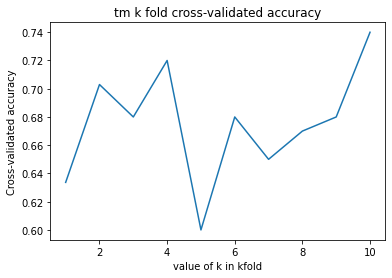 tm k fold cross-validated accuracy
Cross-validated accuracy
0.74
0.72
0.70
0.68
0.66
0.64
0.62
0.60
2 4 6 8 10
value of k in kfold